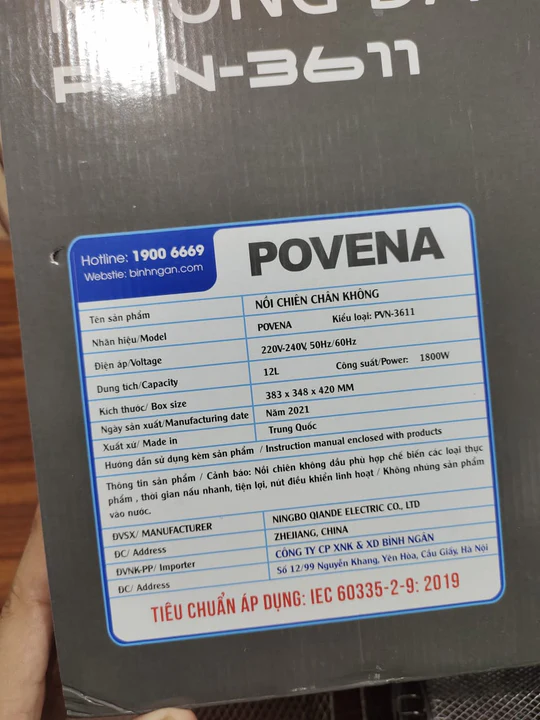 PVN-3611
Hotline: 1900 6669
Webstie: binhngan.com
POVENA
Tên sản phẩm NỒI CHIÊN CHÂN KHÔNG
Nhãn hiệu/Model POVENA Kiểu loại: PVN-3611
Điện áp/Voltage 220V-240V, 50Hz/60Hz
Dung tích/Capacity 12L Công suất/Power: 1800W
Kích thước/ Box size 383 x 348 x 420 MM
Ngày sản xuất/Manufacturing date Năm 2021
Xuất xứ/ Made in Trung Quốc
Hướng dẫn sử dụng kèm sản phẩm / Instruction manual enclosed with products
Thông tin sản phẩm / Cảnh báo: Nồi chiên không dầu phù hợp chế biến các loại thực
phẩm , thời gian nấu nhanh, tiện lợi, nút điều khiển linh hoạt / Không nhúng sản phẩm
vào nước.
ĐVSX/ MANUFACTURER NINGBO QIANDE ELECTRIC CO., LTD
ĐC/ Address ZHEJIANG, CHINA
ĐVNK-PP/ Importer CÔNG TY CP XNK & XD BÌNH NGÂN
ĐC/ Address Số 12/99 Nguyễn Khang, Yên Hòa, Cầu Giấy, Hà Nội
TIÊU CHUẨN ÁP DỤNG: IEC 60335-2-9: 2019